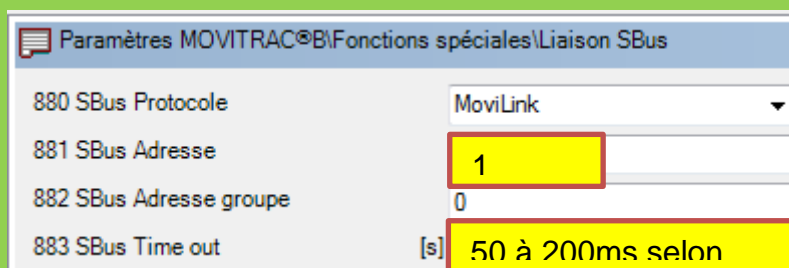 Paramètres MOVITRAC®B\Fonctions spéciales\Liaison SBus
880 SBus Protocole MoviLink
881 SBus Adresse 1
882 SBus Adresse groupe 0
883 SBus Time out [s] 50 à 200ms selon